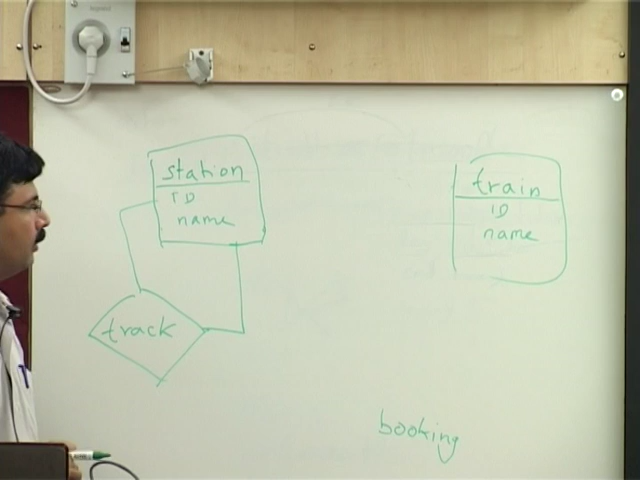 station
ID
name
train
ID
name
track
booking